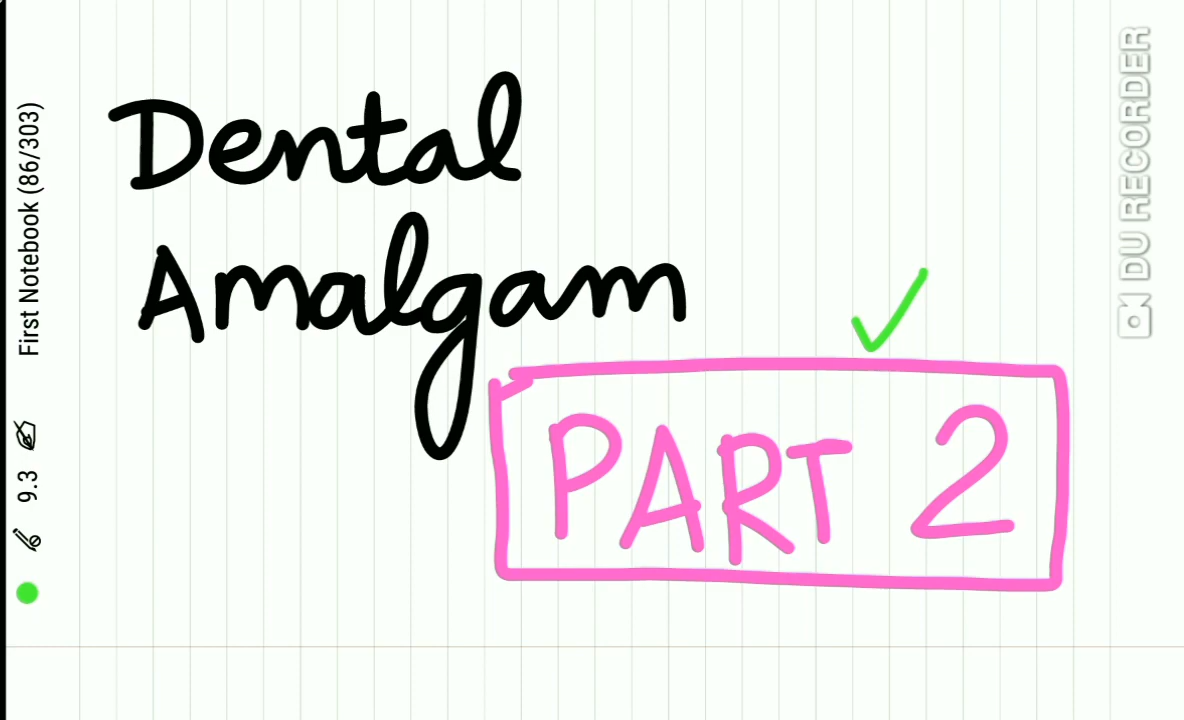 Dental
Amalgam
PART 2
First Notebook (86/303)
9.3
DU RECORDER